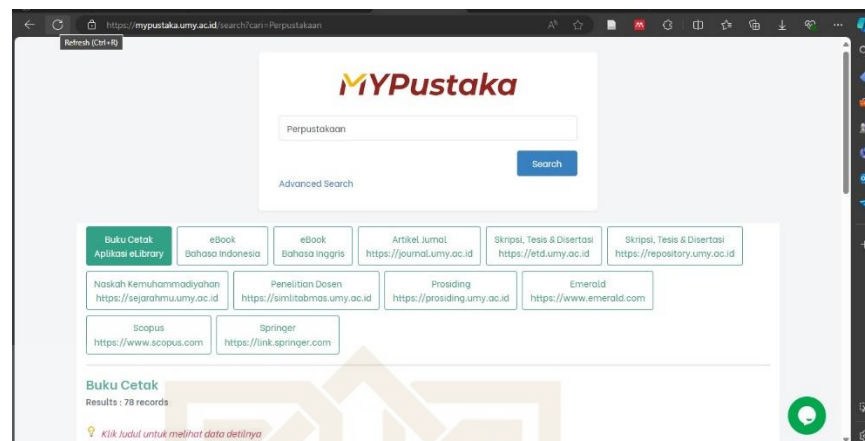 https://mypustaka.umy.ac.id/search?cari=Perpustakaan
Refresh (Ctrl+R)
MYPustaka
Perpustakaan
Search
Advanced Search
Buku Cetak
Aplikasi eLibrary
eBook
Bahasa Indonesia
eBook
Bahasa Inggris
Artikel Jurnal
https://journal.umy.ac.id
Skripsi, Tesis & Disertasi
https://etd.umy.ac.id
Skripsi, Tesis & Disertasi
https://repository.umy.ac.id
Naskah Kemuhammadiyahan
https://sejarahmu.umy.ac.id
Penelitian Dosen
https://simlitabmas.umy.ac.id
Prosiding
https://prosiding.umy.ac.id
Emerald
https://www.emerald.com
Scopus
https://www.scopus.com
Springer
https://link.springer.com
Buku Cetak
Results : 78 records
Klik Judul untuk melihat data detilnya